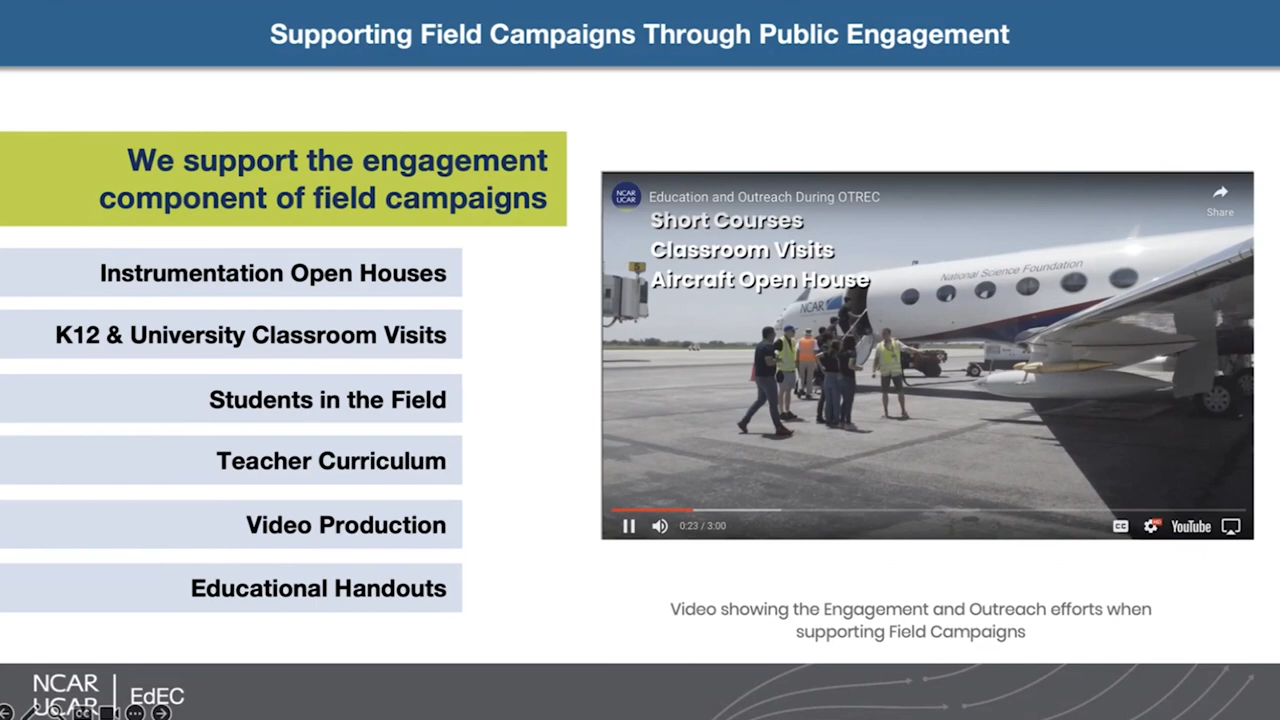 Supporting Field Campaigns Through Public Engagement
We support the engagement
component of field campaigns
Instrumentation Open Houses
K12 & University Classroom Visits
Students in the Field
Teacher Curriculum
Video Production
Educational Handouts
NCAR
UCAR
Education and Outreach During OTREC
Share
Short Courses
Classroom Visits
Aircraft Open House
5
National Science Foundation
NCAR
0:23 / 3:00
CC
HD
YouTube
Video showing the Engagement and Outreach efforts when
supporting Field Campaigns
NCAR
UCAR
EdEC